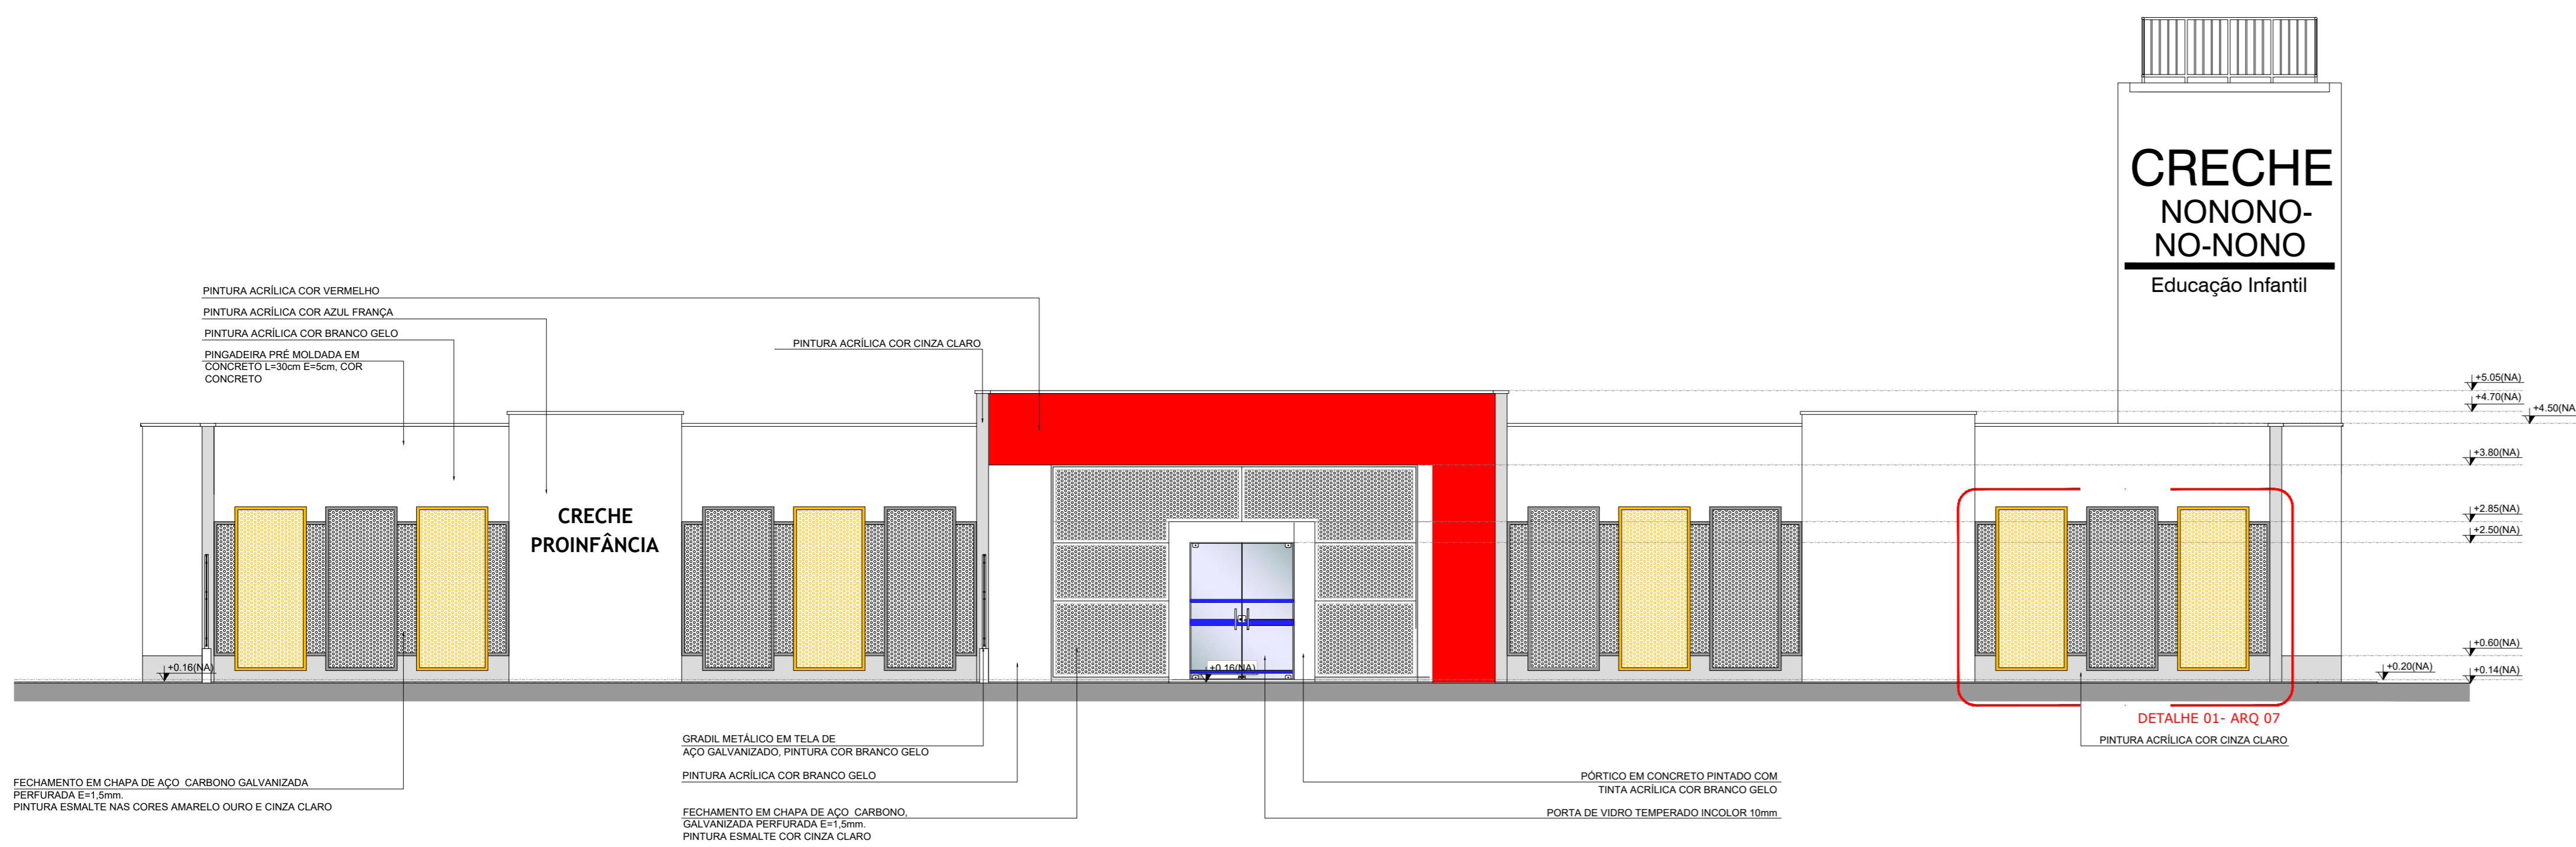 CRECHE
NONONO-
NO-NONO
Educação Infantil
PINTURA ACRÍLICA COR VERMELHO
PINTURA ACRÍLICA COR AZUL FRANÇA
PINTURA ACRÍLICA COR BRANCO GELO
PINGADEIRA PRÉ MOLDADA EM
CONCRETO L=30cm E=5cm, COR
CONCRETO
PINTURA ACRÍLICA COR CINZA CLARO
+5.05(NA)
+4.70(NA)
+4.50(NA
+3.80(NA)
+2.85(NA)
+2.50(NA)
+0.60(NA)
+0.20(NA)
+0.14(NA)
CRECHE
PROINFÂNCIA
+0.16(NA)
+0.16(NA)
DETALHE 01- ARQ 07
PINTURA ACRÍLICA COR CINZA CLARO
GRADIL METÁLICO EM TELA DE
AÇO GALVANIZADO, PINTURA COR BRANCO GELO
PINTURA ACRÍLICA COR BRANCO GELO
FECHAMENTO EM CHAPA DE AÇO CARBONO GALVANIZADA
PERFURADA E=1,5mm.
PINTURA ESMALTE NAS CORES AMARELO OURO E CINZA CLARO
FECHAMENTO EM CHAPA DE AÇO CARBONO,
GALVANIZADA PERFURADA E=1,5mm.
PINTURA ESMALTE COR CINZA CLARO
PÓRTICO EM CONCRETO PINTADO COM
TINTA ACRÍLICA COR BRANCO GELO
PORTA DE VIDRO TEMPERADO INCOLOR 10mm